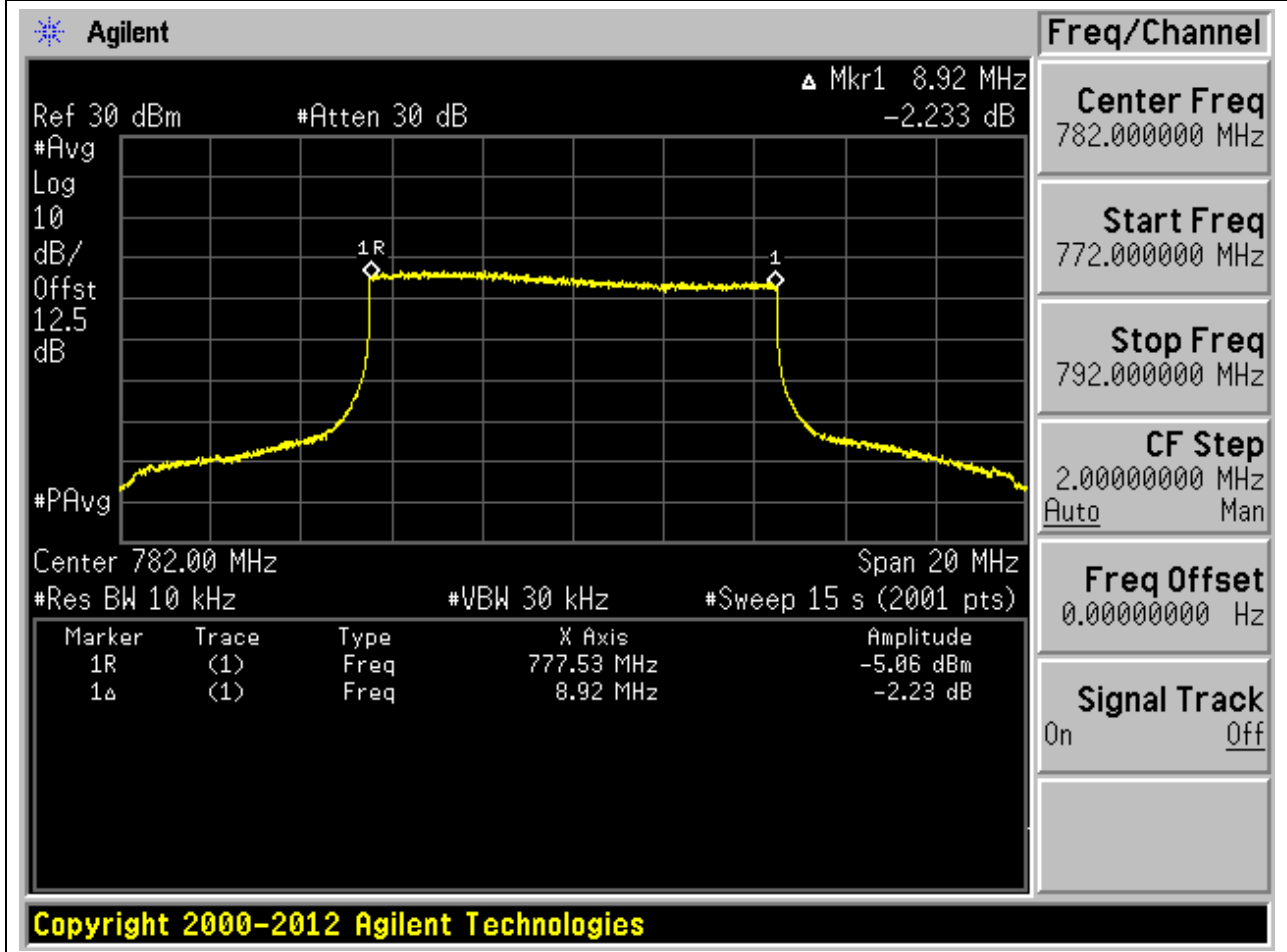 Agilent
Freq/Channel
▵ Mkr1 8.92 MHz
Ref 30 dBm #Atten 30 dB -2.233 dB
#Avg
Log
10
dB/
Offst
12.5
dB
1R
1
#PAvg
Center 782.00 MHz Span 20 MHz
#Res BW 10 kHz #VBW 30 kHz #Sweep 15 s (2001 pts)
Marker Trace Type X Axis Amplitude
1R (1) Freq 777.53 MHz -5.06 dBm
1▵ (1) Freq 8.92 MHz -2.23 dB
Center Freq
782.000000 MHz
Start Freq
772.000000 MHz
Stop Freq
792.000000 MHz
CF Step
2.00000000 MHz
Auto Man
Freq Offset
0.00000000 Hz
Signal Track
On Off
Copyright 2000-2012 Agilent Technologies